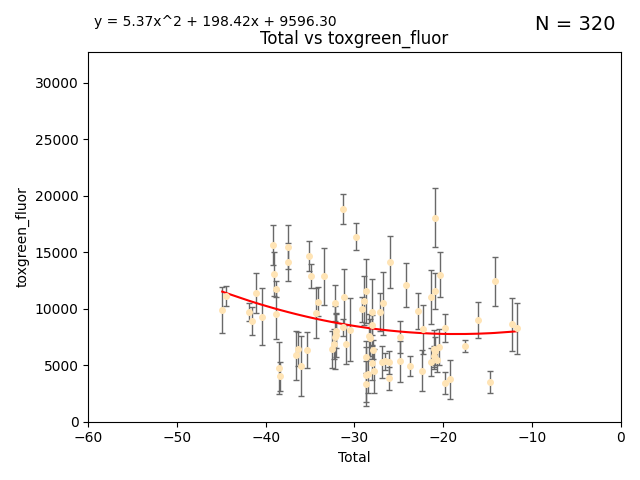 y = 5.37x^2 + 198.42x + 9596.30
N = 320
Total vs toxgreen_fluor
30000
25000
20000
15000
10000
5000
0
toxgreen_fluor
−60
−50
−40
−30
−20
−10
0
Total